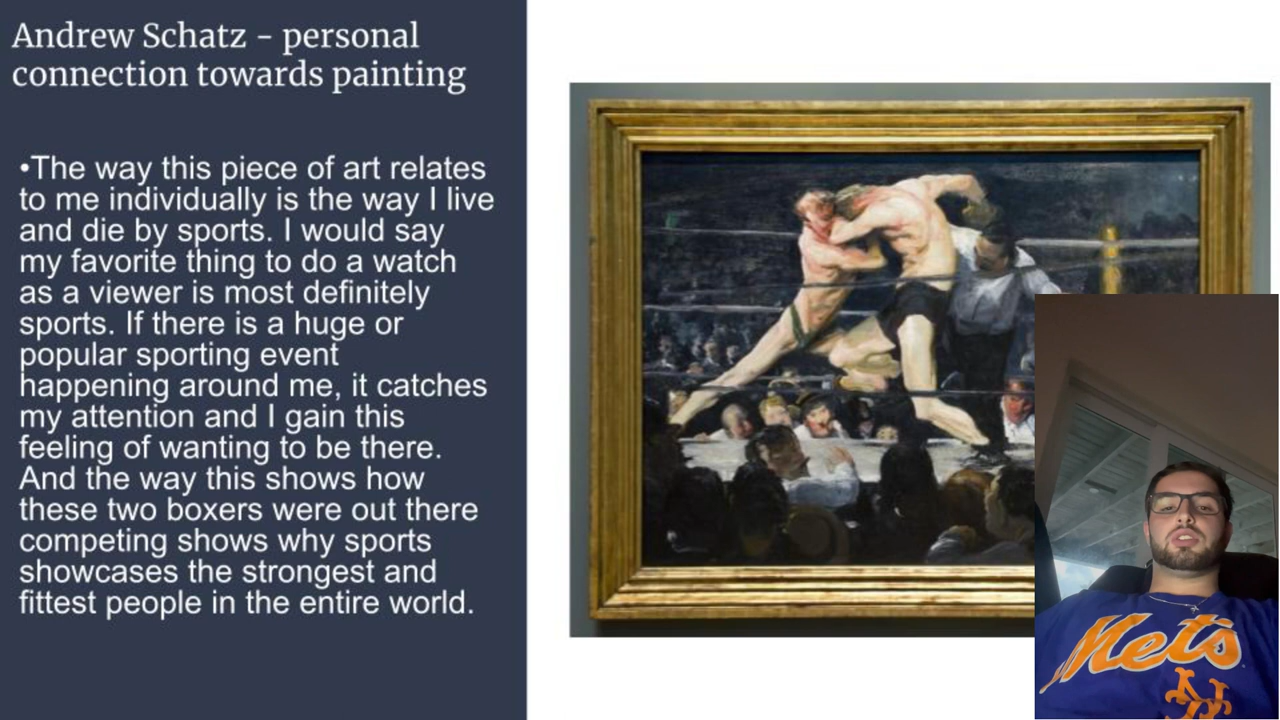 Andrew Schatz - personal
connection towards painting
•The way this piece of art relates
to me individually is the way I live
and die by sports. I would say
my favorite thing to do a watch
as a viewer is most definitely
sports. If there is a huge or
popular sporting event
happening around me, it catches
my attention and I gain this
feeling of wanting to be there.
And the way this shows how
these two boxers were out there
competing shows why sports
showcases the strongest and
fittest people in the entire world.
Mets
NY